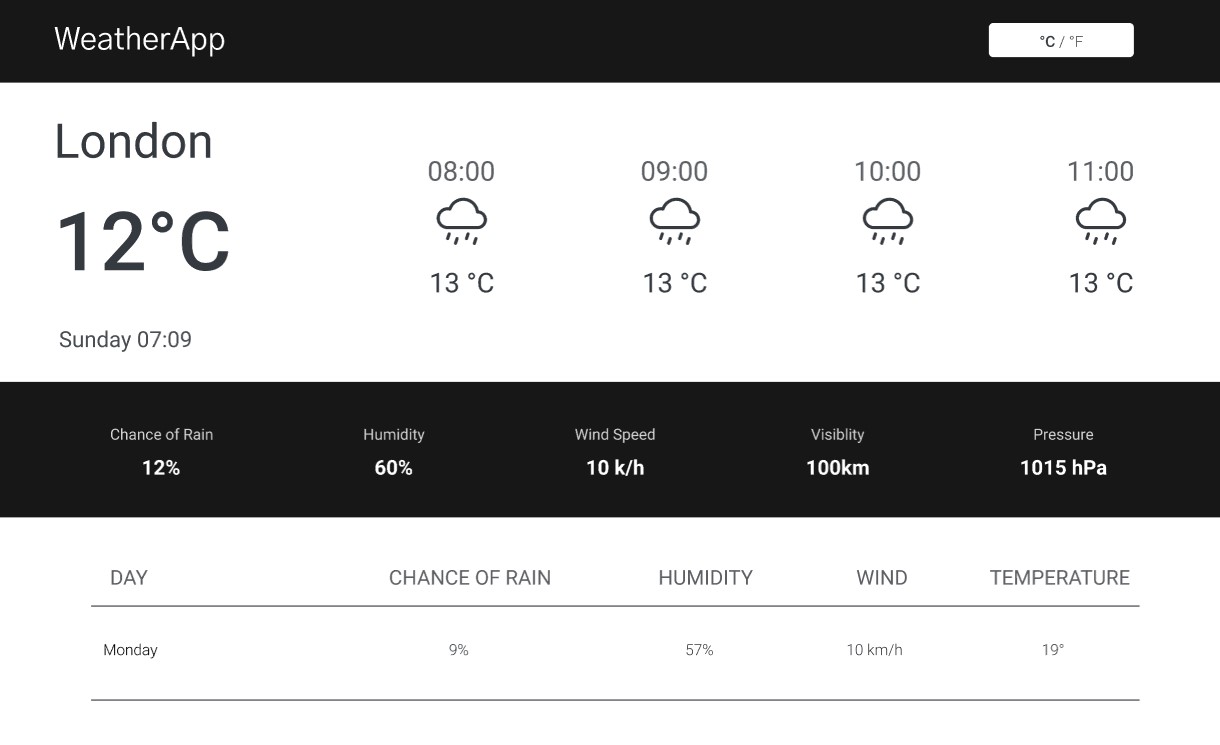 WeatherApp
°C / °F
London
12°C
Sunday 07:09
08:00 09:00 10:00 11:00
13 °C 13 °C 13 °C 13 °C
Chance of Rain Humidity Wind Speed Visiblity Pressure
12% 60% 10 k/h 100km 1015 hPa
DAY CHANCE OF RAIN HUMIDITY WIND TEMPERATURE
Monday 9% 57% 10 km/h 19°